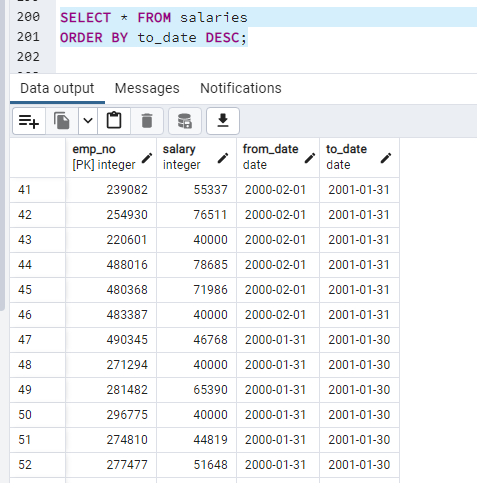 200 SELECT * FROM salaries
201 ORDER BY to_date DESC;
202
Data output Messages Notifications
emp_no salary from_date to_date
[PK] integer integer date date
41 239082 55337 2000-02-01 2001-01-31
42 254930 76511 2000-02-01 2001-01-31
43 220601 40000 2000-02-01 2001-01-31
44 488016 78685 2000-02-01 2001-01-31
45 480368 71986 2000-02-01 2001-01-31
46 483387 40000 2000-02-01 2001-01-31
47 490345 46768 2000-01-31 2001-01-30
48 271294 40000 2000-01-31 2001-01-30
49 281482 65390 2000-01-31 2001-01-30
50 296775 40000 2000-01-31 2001-01-30
51 274810 44819 2000-01-31 2001-01-30
52 277477 51648 2000-01-31 2001-01-30